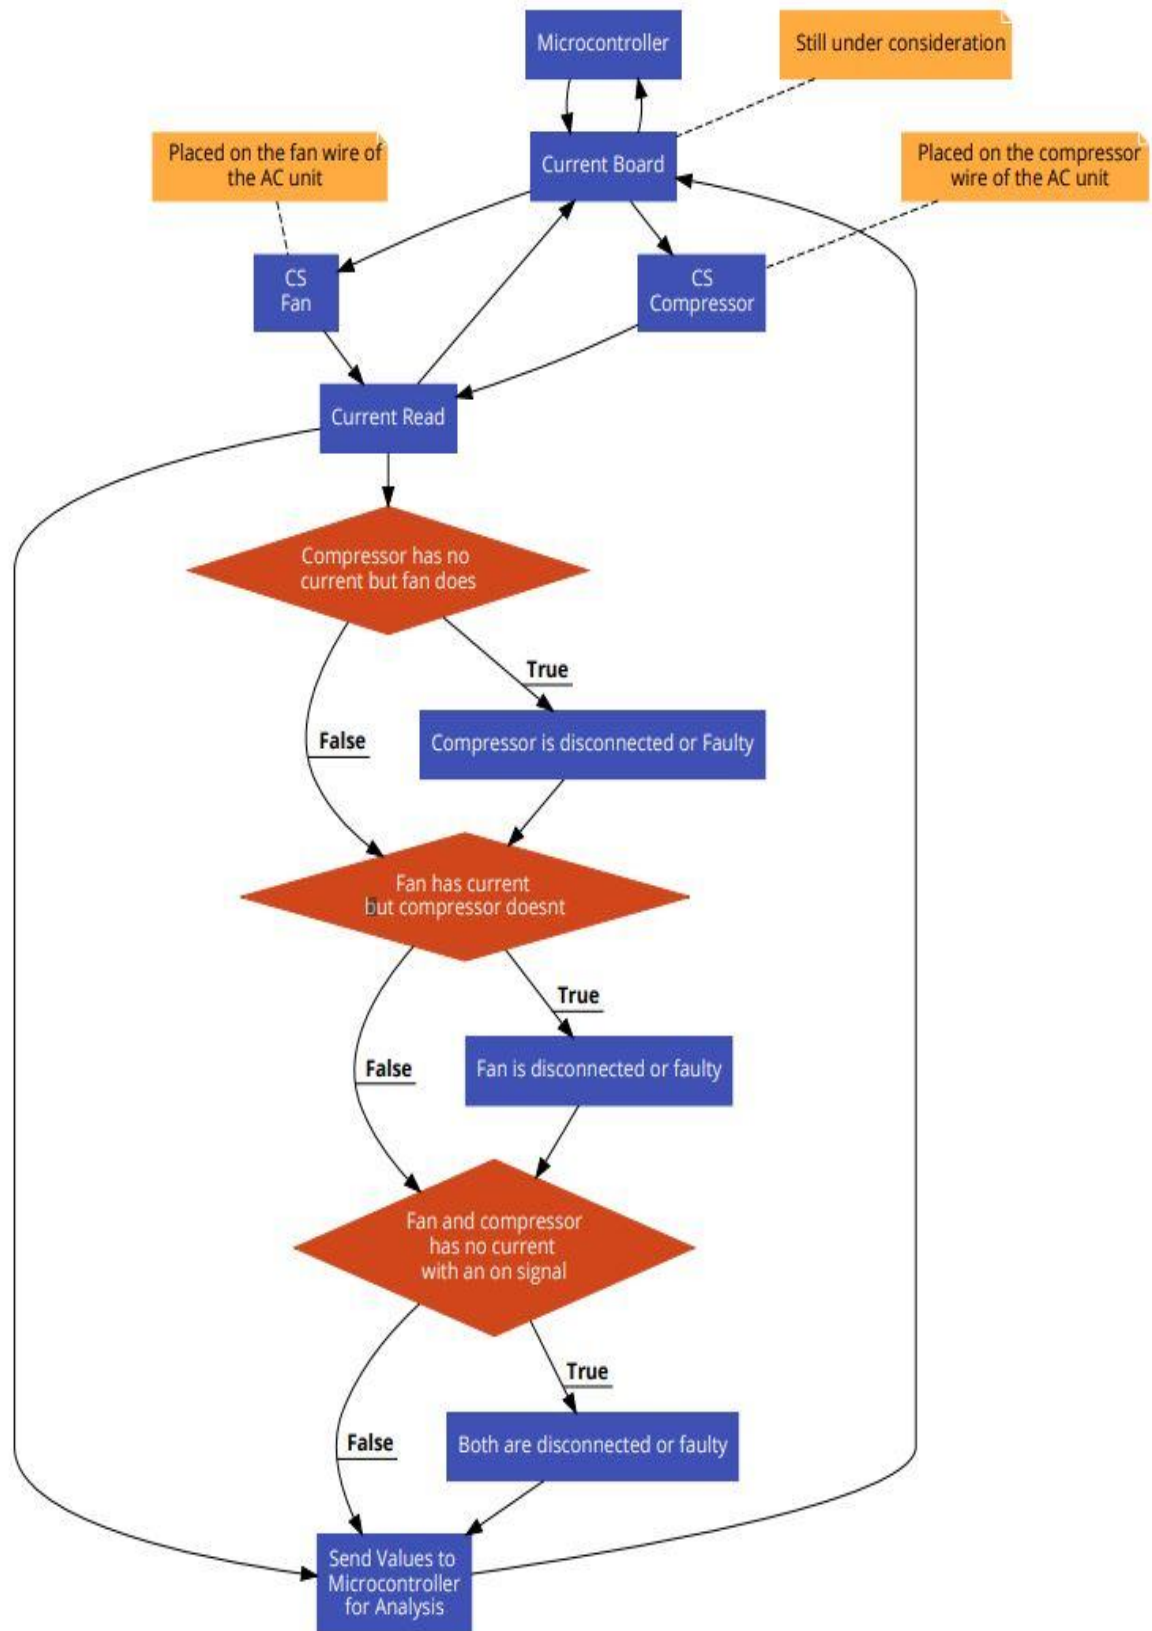 Microcontroller
Still under consideration
Placed on the fan wire of
the AC unit
Current Board
Placed on the compressor
wire of the AC unit
CS
Fan
CS
Compressor
Current Read
Compressor has no
current but fan does
True
False
Compressor is disconnected or Faulty
Fan has current
but compressor doesnt
True
False
Fan is disconnected or faulty
Fan and compressor
has no current
with an on signal
True
False
Both are disconnected or faulty
Send Values to
Microcontroller
for Analysis